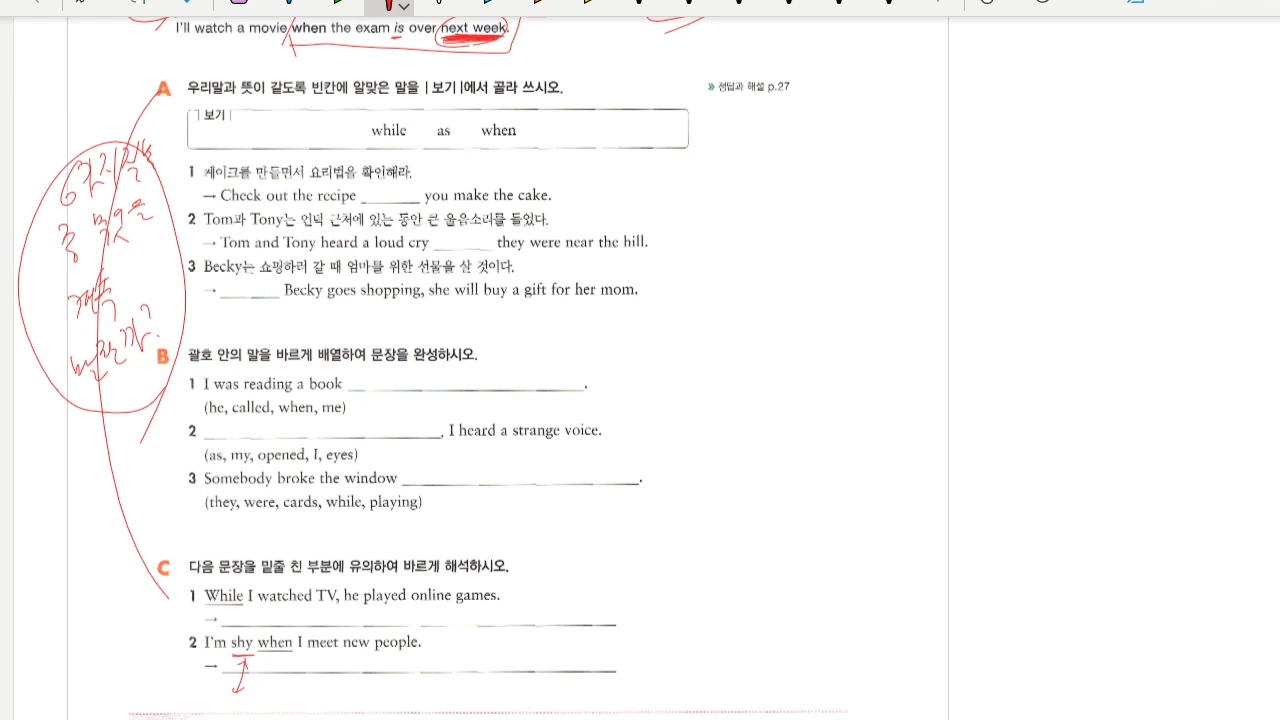 I'll watch a movie when the exam is over next week.
A 우리말과 뜻이 같도록 빈칸에 알맞은 말을 |보기|에서 골라 쓰시오.
» 정답과 해설 p.27
|보기|
while as when
1 케이크를 만들면서 요리법을 확인해라.
→ Check out the recipe ______ you make the cake.
2 Tom과 Tony는 언덕 근처에 있는 동안 큰 울음소리를 들었다.
→ Tom and Tony heard a loud cry ______ they were near the hill.
3 Becky는 쇼핑하러 갈 때 엄마를 위한 선물을 살 것이다.
→ ______ Becky goes shopping, she will buy a gift for her mom.
B 괄호 안의 말을 바르게 배열하여 문장을 완성하시오.
1 I was reading a book ______.
(he, called, when, me)
2 ______, I heard a strange voice.
(as, my, opened, I, eyes)
3 Somebody broke the window ______.
(they, were, cards, while, playing)
C 다음 문장을 밑줄 친 부분에 유의하여 바르게 해석하시오.
1 While I watched TV, he played online games.
→ ______
2 I'm shy when I meet new people.
→ ______